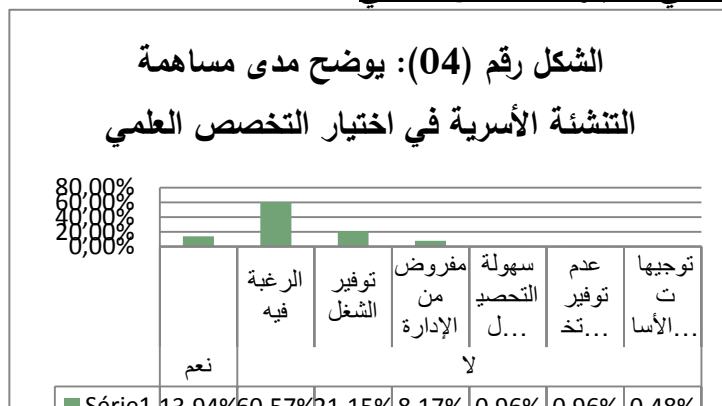 الشكل رقم (04): يوضح مدى مساهمة
التنشئة الأسرية في اختيار التخصص العلمي
80,00%
60,00%
40,00%
20,00%
0,00%
الرغبة فيه
توفير الشغل
مفروض من الإدارة
سهولة التحصيل...
عدم توفير تخ...
توجيهات الأسا...
نعم
لا
Série1 13,94% 60,57% 21,15% 8,17% 0,96% 0,96% 0,48%